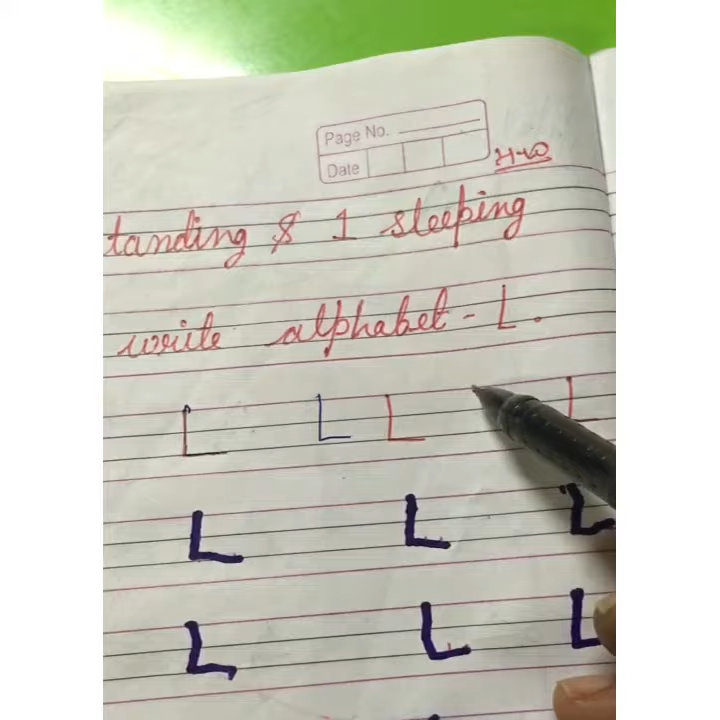 Page No.
Date
H.W
tanding & 1 sleeping
write alphabet - L.
L L L L
L L L
L L L